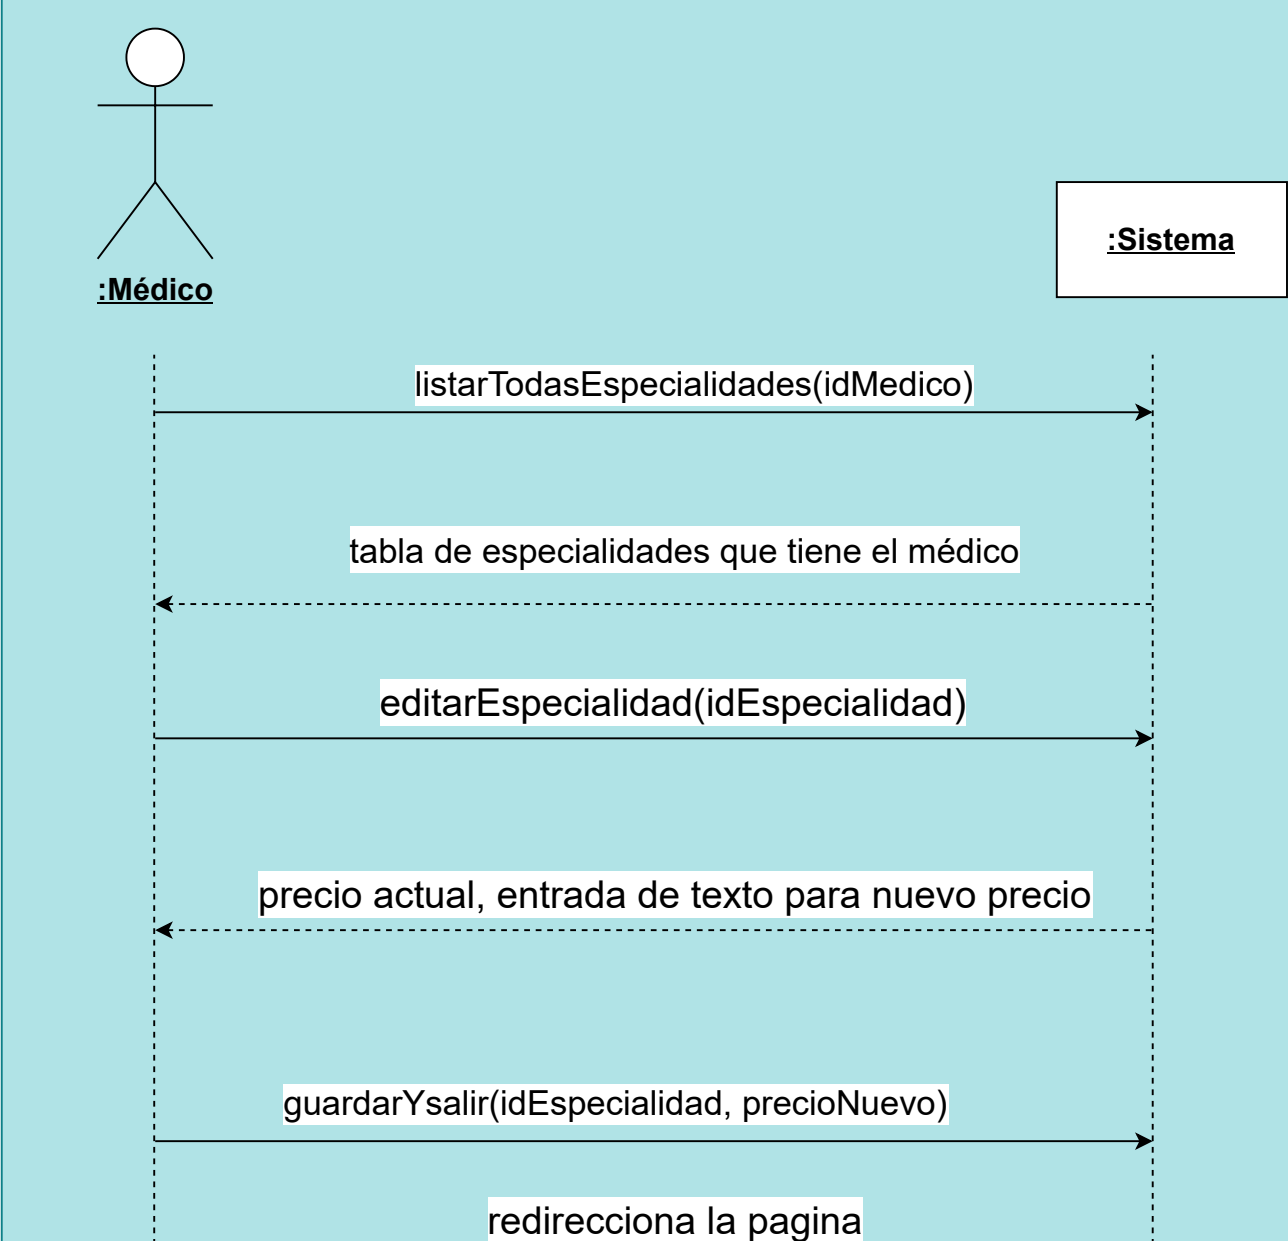 :Médico
:Sistema
listarTodasEspecialidades(idMedico)
tabla de especialidades que tiene el médico
editarEspecialidad(idEspecialidad)
precio actual, entrada de texto para nuevo precio
guardarYsalir(idEspecialidad, precioNuevo)
redirecciona la pagina